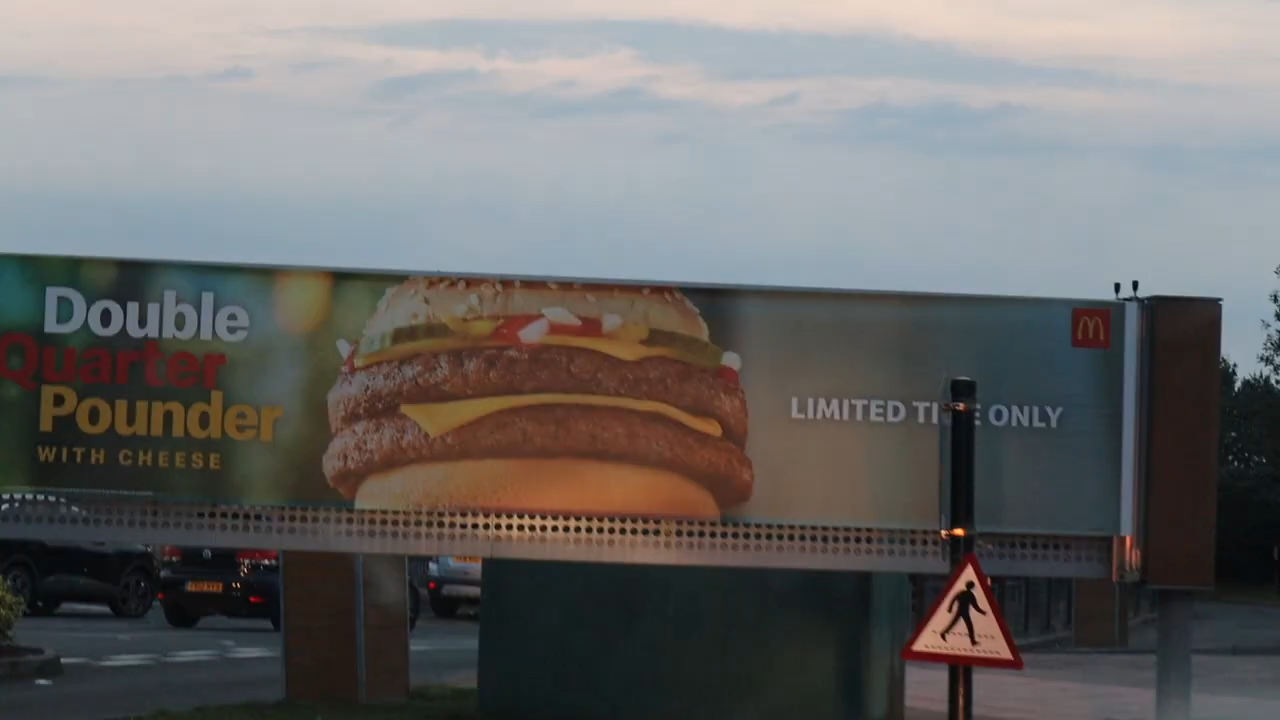 Double
Quarter
Pounder
WITH CHEESE
LIMITED ONLY